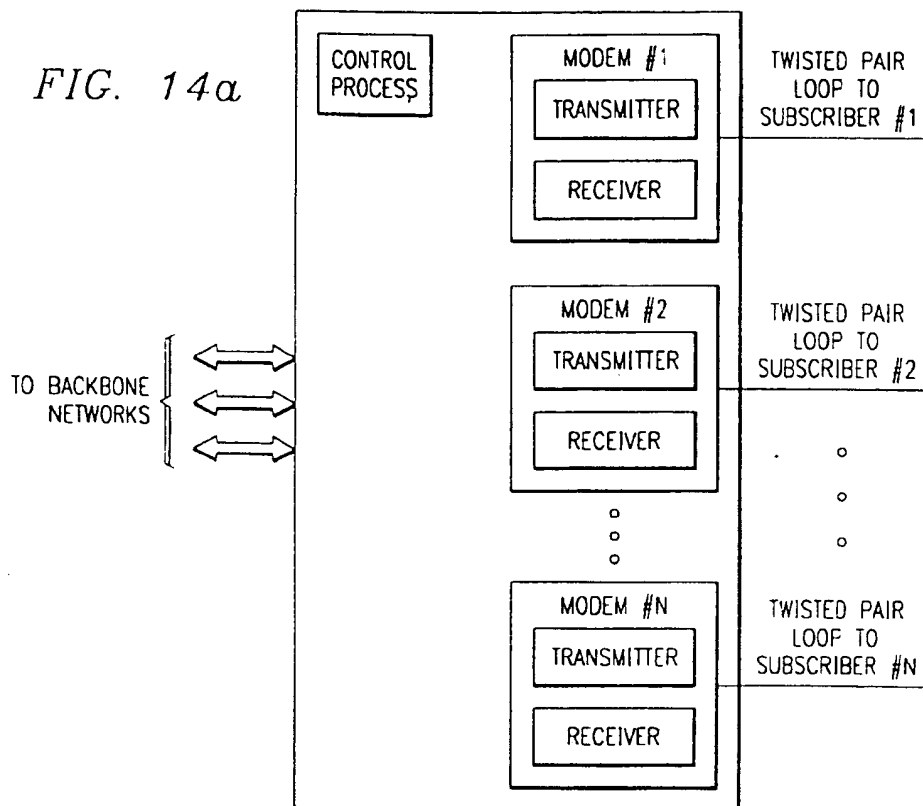 FIG. 14a
CONTROL
PROCESS
MODEM #1
TRANSMITTER
RECEIVER
TWISTED PAIR
LOOP TO
SUBSCRIBER #1
MODEM #2
TRANSMITTER
RECEIVER
TWISTED PAIR
LOOP TO
SUBSCRIBER #2
TO BACKBONE
NETWORKS
MODEM #N
TRANSMITTER
RECEIVER
TWISTED PAIR
LOOP TO
SUBSCRIBER #N